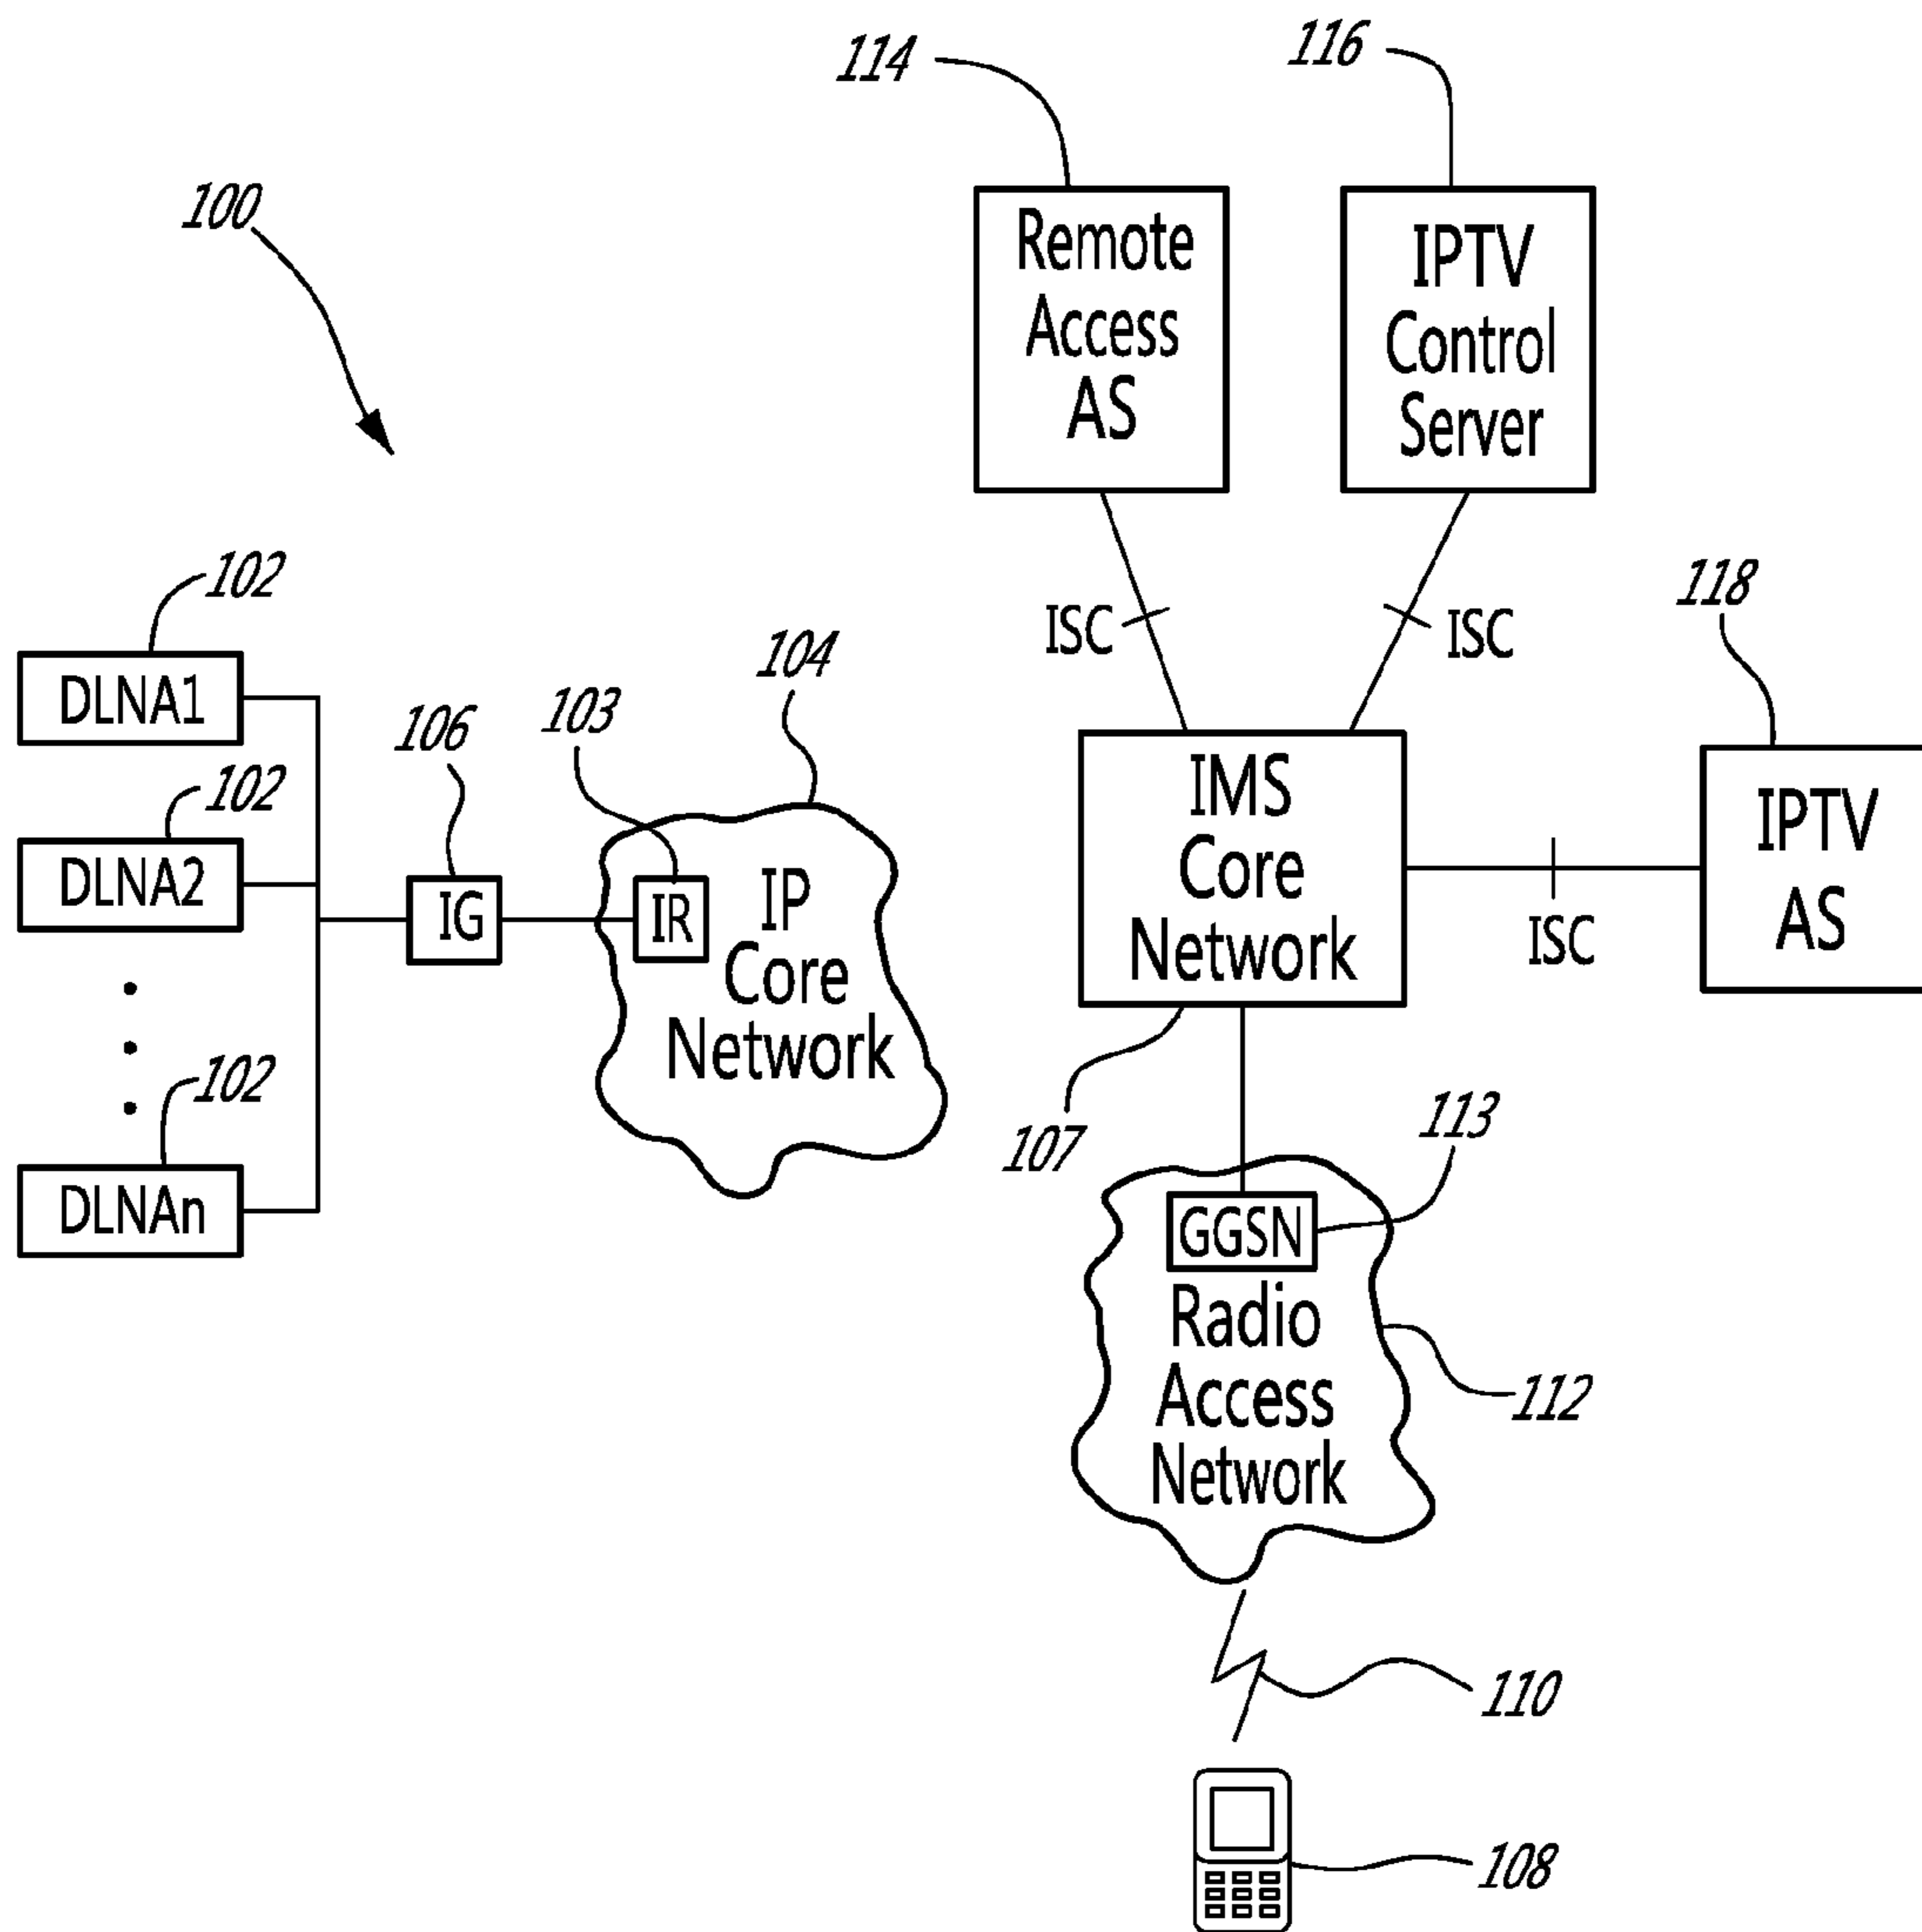 114
116
100
Remote
Access
AS
IPTV
Control
Server
102
ISC
ISC
118
104
DLNA1
106
103
102
DLNA2
IG
IR
IP
Core
Network
IMS
Core
Network
IPTV
AS
ISC
102
DLNAn
107
113
GGSN
Radio
Access
Network
112
110
108